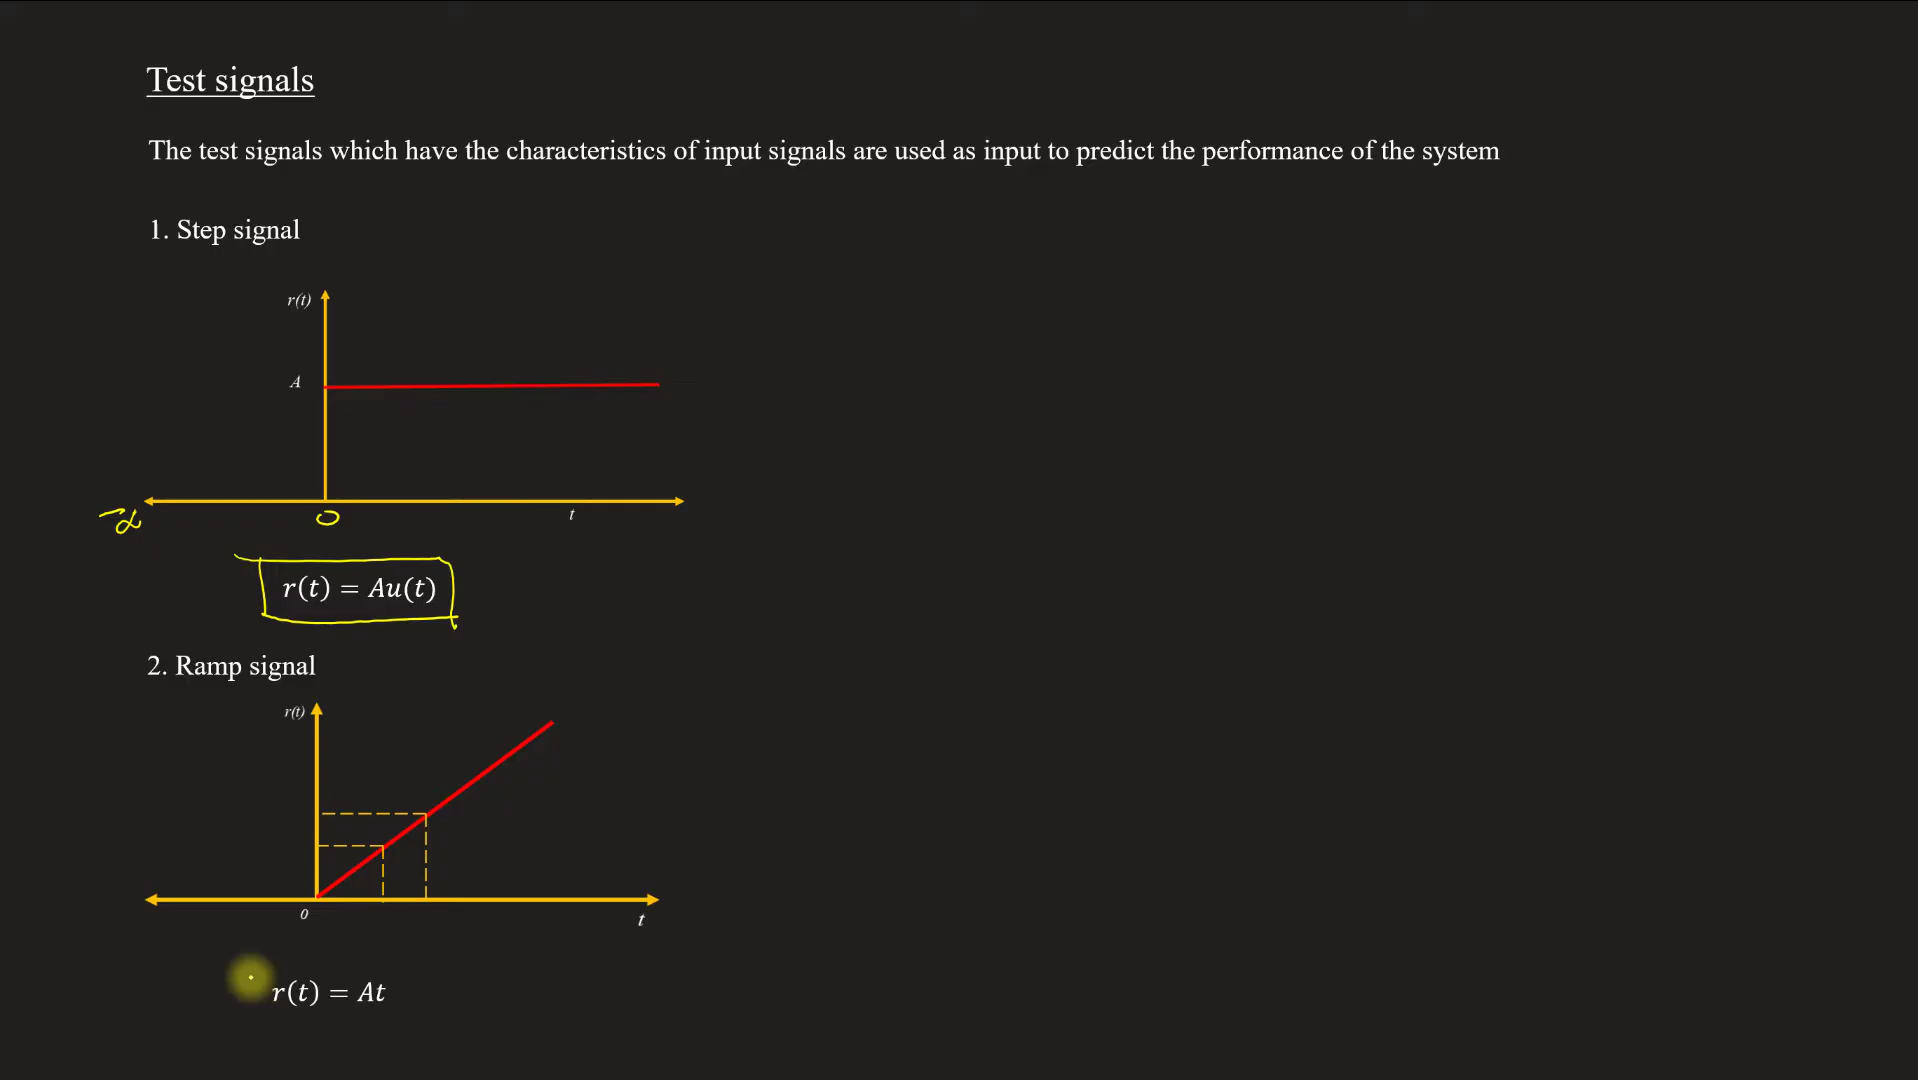 Test signals
The test signals which have the characteristics of input signals are used as input to predict the performance of the system
1. Step signal
r(t)
A
-∞
0
t
r(t) = Au(t)
2. Ramp signal
r(t)
0
t
r(t) = At